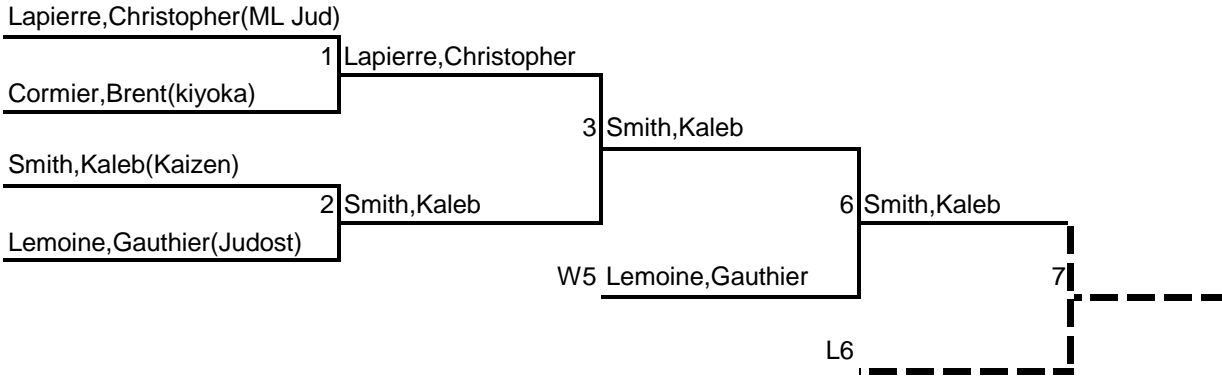 Lapierre,Christopher(ML Jud)
1 Lapierre,Christopher
Cormier,Brent(kiyoka)
3 Smith,Kaleb
Smith,Kaleb(Kaizen)
2 Smith,Kaleb
6 Smith,Kaleb
Lemoine,Gauthier(Judost)
W5 Lemoine,Gauthier
7
L6